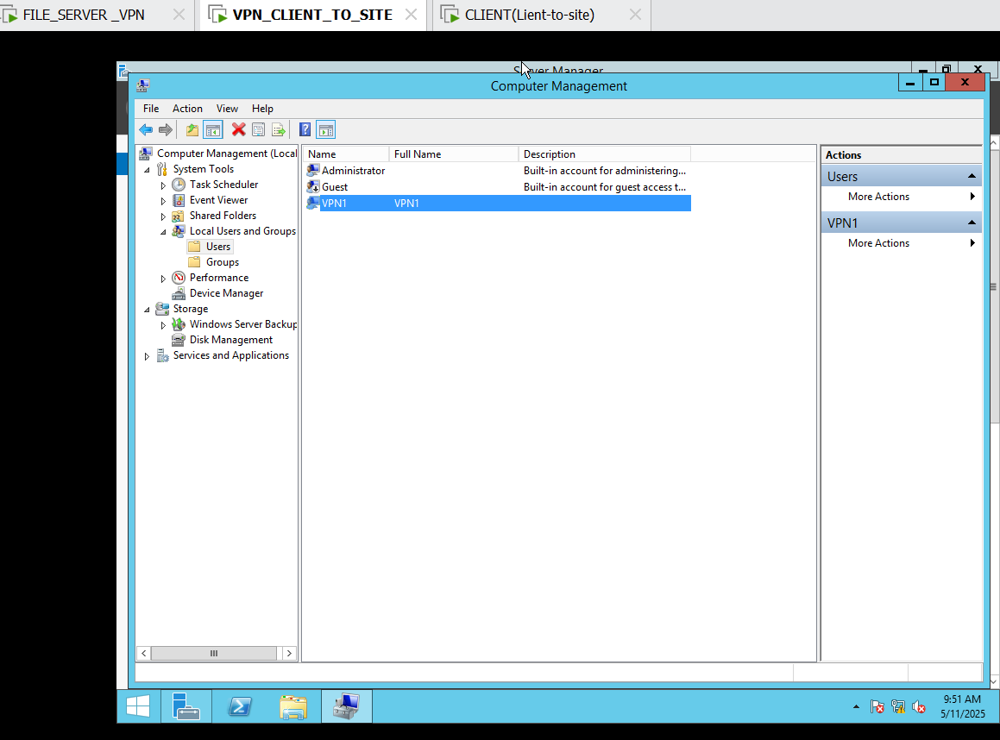 FILE_SERVER _VPN
VPN_CLIENT_TO_SITE
CLIENT(Lient-to-site)
Server Manager
Computer Management
File Action View Help
Computer Management (Local
System Tools
Task Scheduler
Event Viewer
Shared Folders
Local Users and Groups
Users
Groups
Performance
Device Manager
Storage
Windows Server Backup
Disk Management
Services and Applications
Name Full Name Description
Administrator Built-in account for administering...
Guest Built-in account for guest access t...
VPN1 VPN1
Actions
Users
More Actions
VPN1
More Actions
9:51 AM
5/11/2025